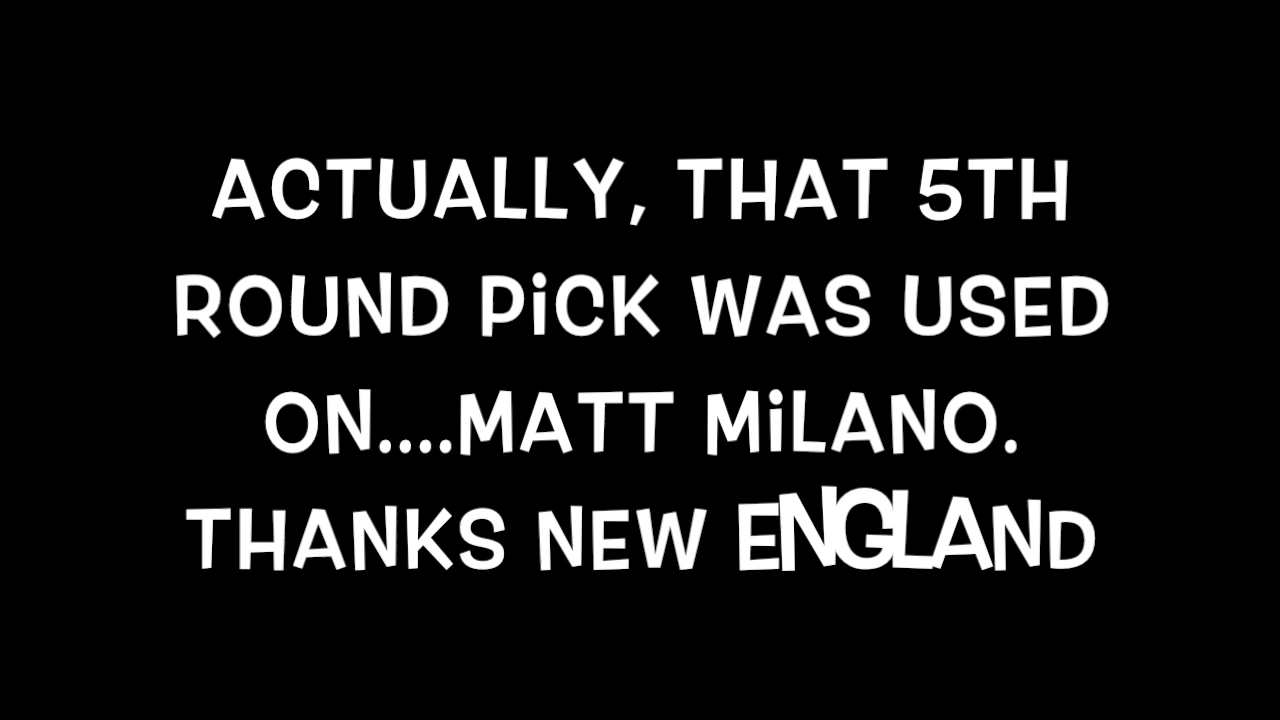 ACTUALLY, THAT 5TH
ROUND PiCK WAS USED
ON....MATT MiLANO.
THANKS NEW ENGLAND